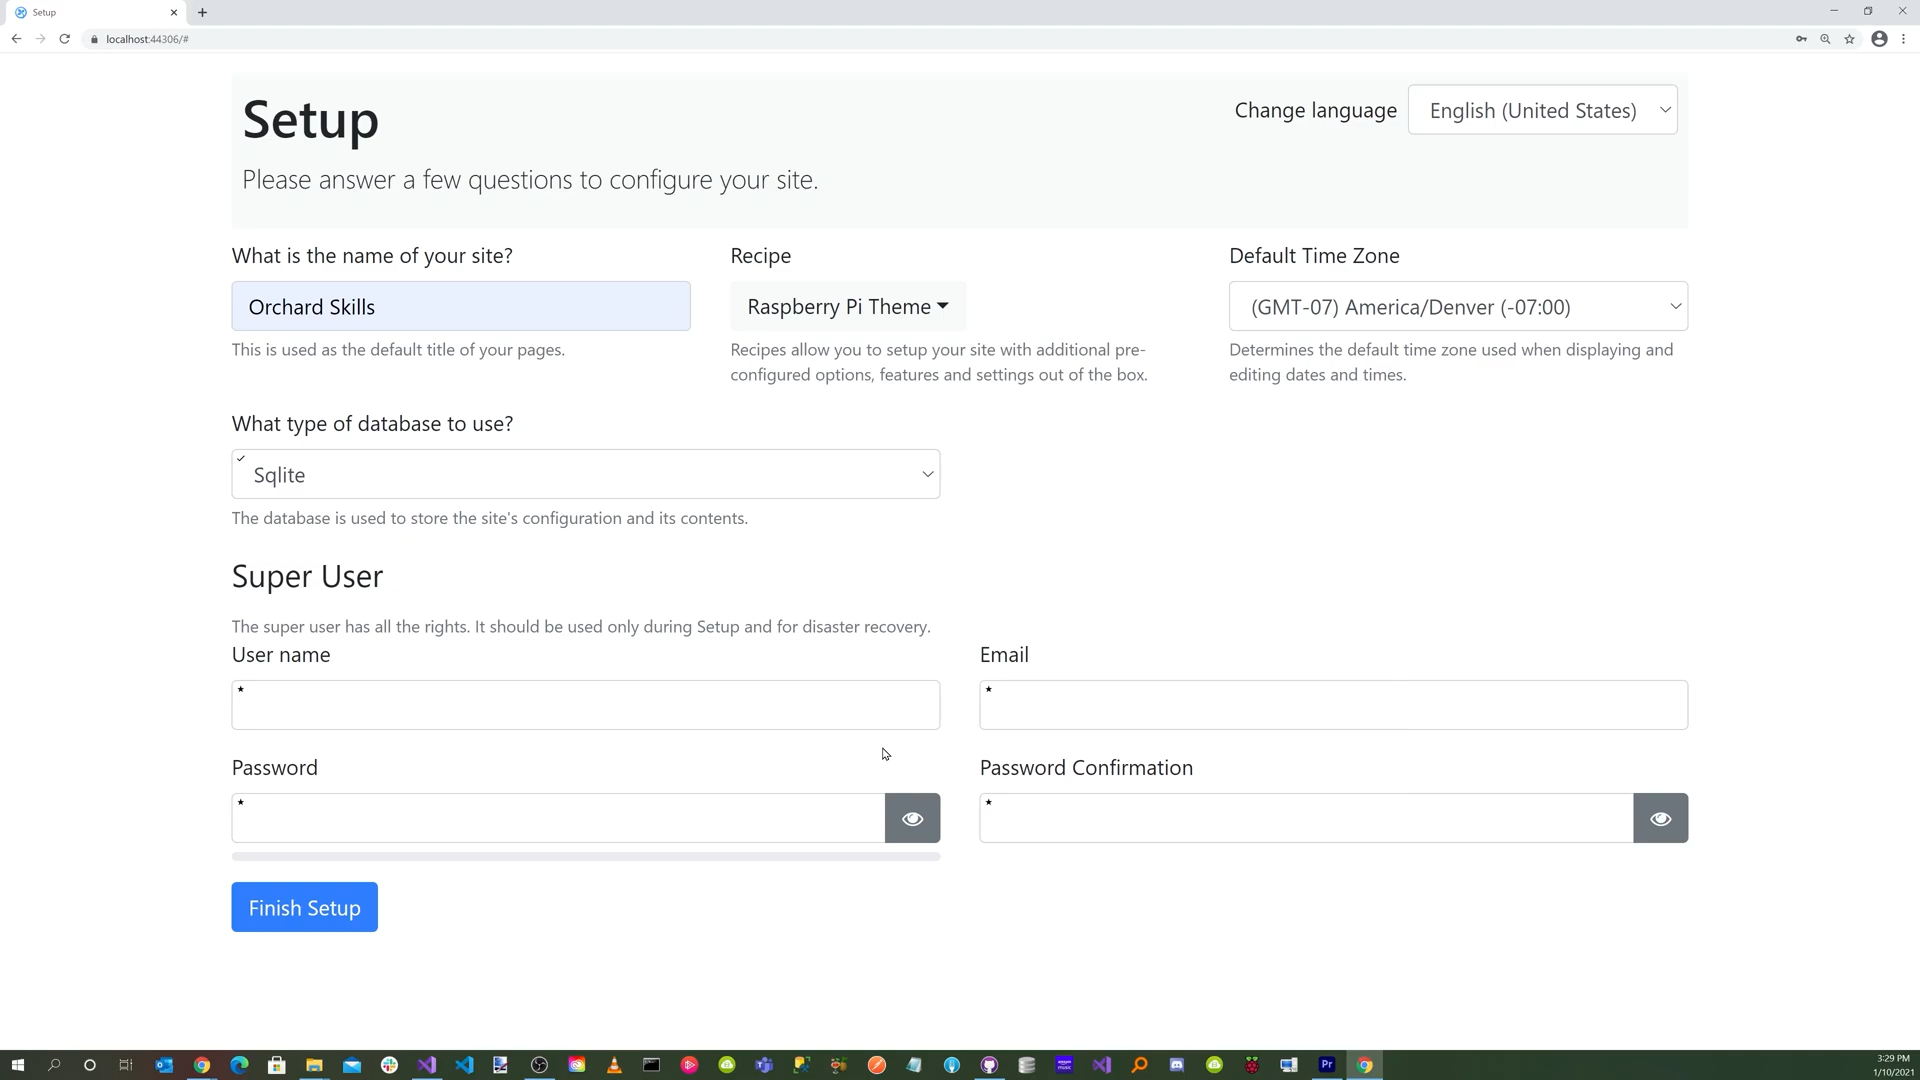 Setup
localhost:44306/#
Setup
Change language
English (United States)
Please answer a few questions to configure your site.
What is the name of your site?
Recipe
Default Time Zone
Orchard Skills
Raspberry Pi Theme
(GMT-07) America/Denver (-07:00)
This is used as the default title of your pages.
Recipes allow you to setup your site with additional pre-
configured options, features and settings out of the box.
Determines the default time zone used when displaying and
editing dates and times.
What type of database to use?
Sqlite
The database is used to store the site's configuration and its contents.
Super User
The super user has all the rights. It should be used only during Setup and for disaster recovery.
User name
Email
*
*
Password
Password Confirmation
*
*
Finish Setup
Pr
3:29 PM
1/10/2021